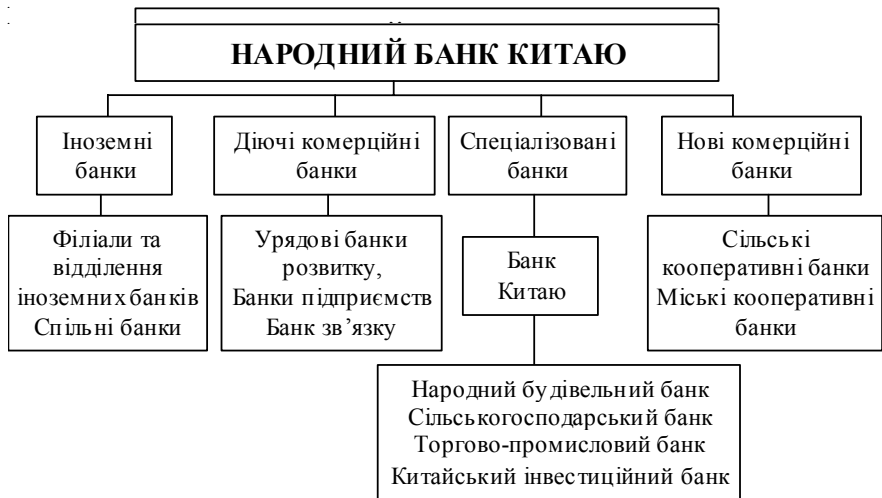 НАРОДНИЙ БАНК КИТАЮ
Іноземні
банки
Діючі комерційні
банки
Спеціалізовані
банки
Нові комерційні
банки
Філіали та
відділення
іноземних банків
Спільні банки
Урядові банки
розвитку,
Банки підприємств
Банк зв’язку
Банк
Китаю
Сільські
кооперативні банки
Міські кооперативні
банки
Народний будівельний банк
Сільськогосподарський банк
Торгово-промисловий банк
Китайський інвестиційний банк